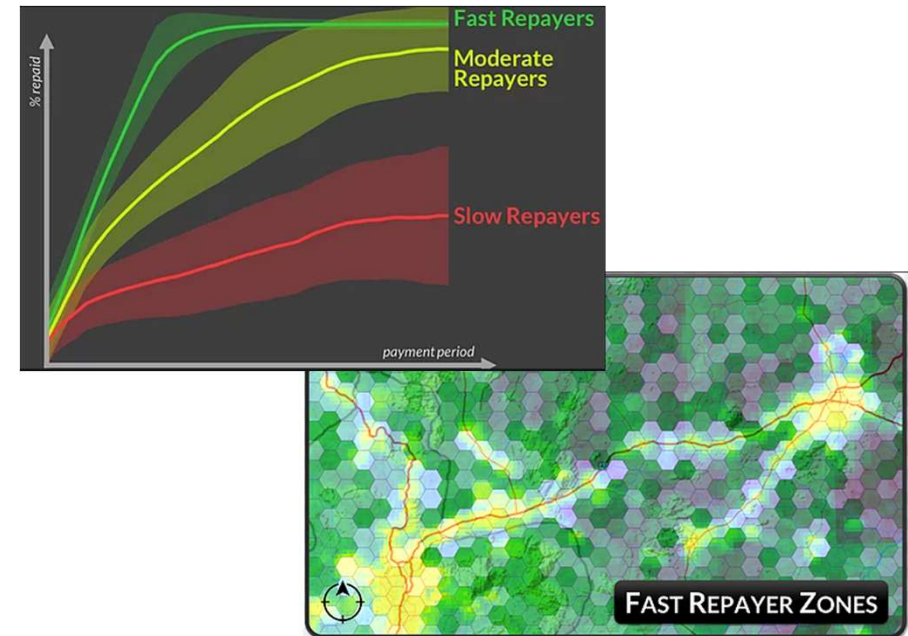 Fast Repayers
Moderate
Repayers
% repaid
Slow Repayers
payment period
FAST REPAYER ZONES